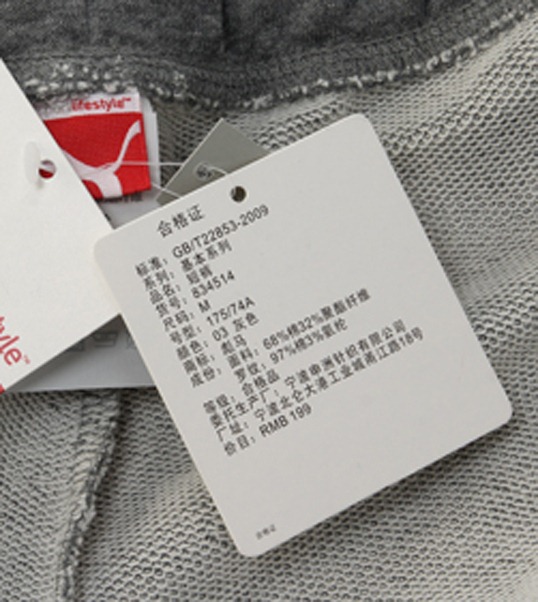 lifestyle™
合格证
标准: GB/T22853-2009
系列: 基本系列
品名: 短裤
货号: 834514
尺码: M
号型: 175/74A
颜色: 03 灰色
商标: 彪马
成份: 面料: 68%棉32%聚酯纤维
罗纹: 97%棉3%氨纶
等级: 合格品
委托生产厂: 宁波申洲针织有限公司
厂址: 宁波北仑大港工业城甬江路18号
价目: RMB 199
合格证
style™